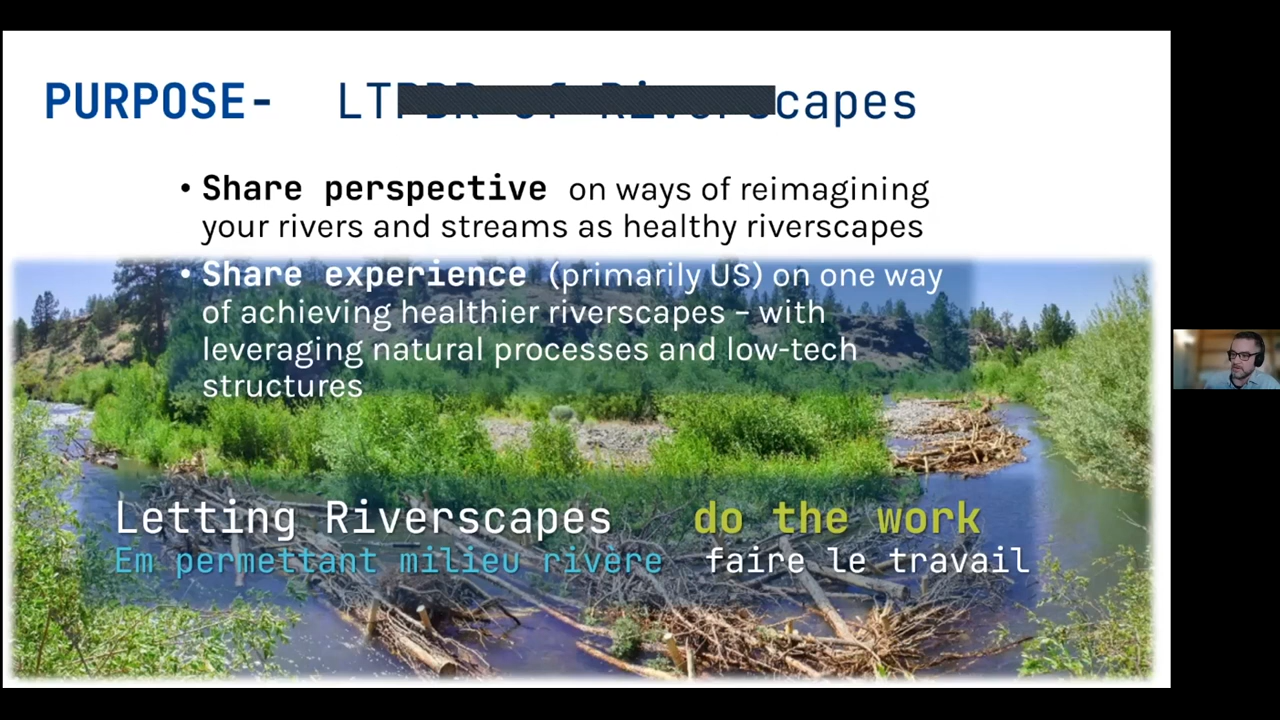 PURPOSE- LTPBR of Riverscapes
• Share perspective on ways of reimagining
your rivers and streams as healthy riverscapes
• Share experience (primarily US) on one way
of achieving healthier riverscapes – with
leveraging natural processes and low-tech
structures
Letting Riverscapes do the work
Em permettant milieu rivère faire le travail